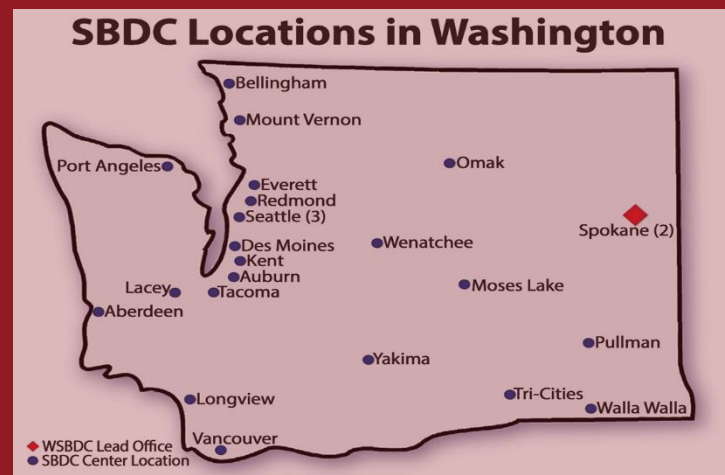 SBDC Locations in Washington
Bellingham
Mount Vernon
Port Angeles
Omak
Everett
Redmond
Seattle (3)
Spokane (2)
Des Moines
Wenatchee
Kent
Auburn
Lacey
Tacoma
Moses Lake
Aberdeen
Pullman
Yakima
Longview
Tri-Cities
Walla Walla
Vancouver
WSBDC Lead Office
SBDC Center Location